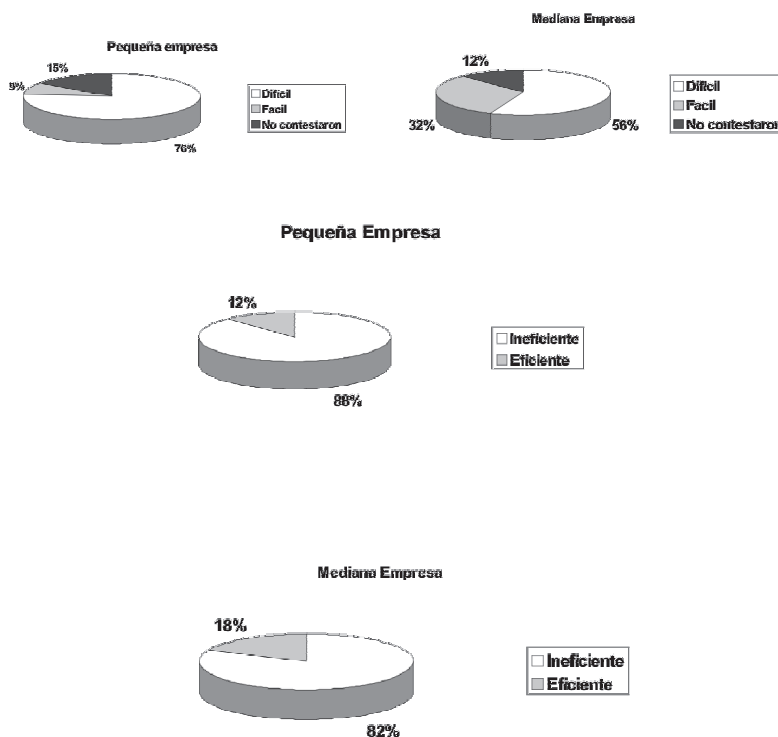 Pequeña empresa
15%
9%
76%
Difícil
Facil
No contestaron
Mediana Empresa
12%
32%
56%
Difícil
Facil
No contestaron
Pequeña Empresa
12%
88%
Ineficiente
Eficiente
Mediana Empresa
18%
82%
Ineficiente
Eficiente